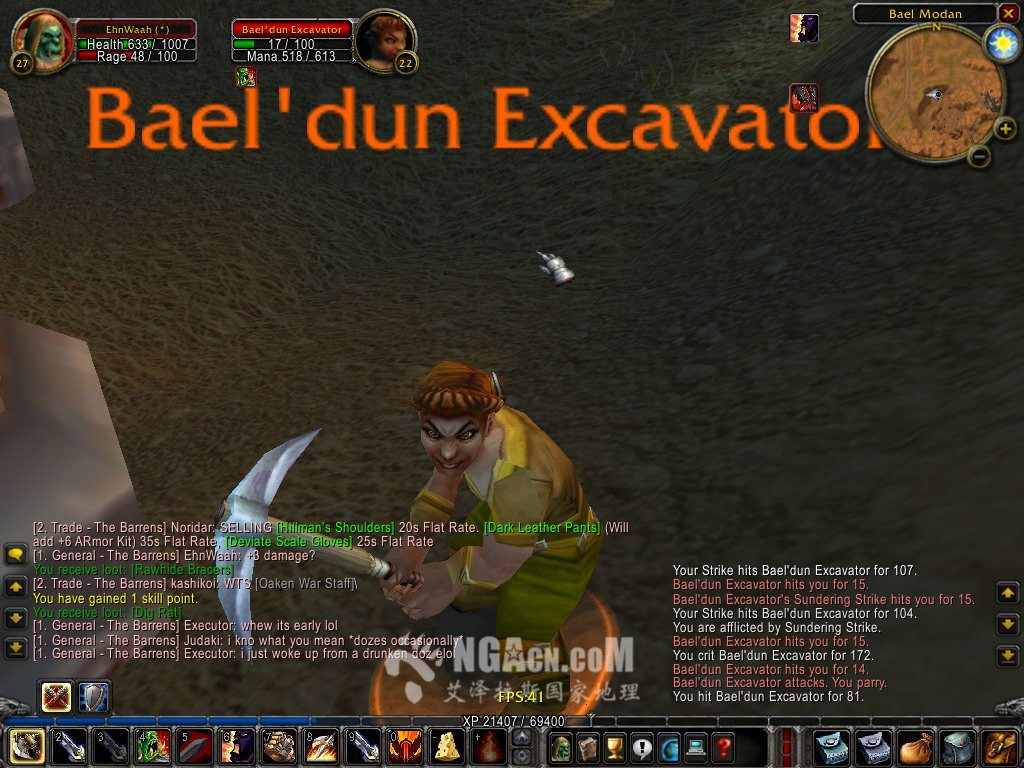 EhnWaah (*)
Health 633 / 1007
Rage 48 / 100
27
Bael'dun Excavator
17 / 100
Mana 518 / 613
22
Bael Modan
N
Bael'dun Excavator
[2. Trade - The Barrens] Noridar: SELLING [Hillman's Shoulders] 20s Flat Rate. [Dark Leather Pants] (Will
add +6 ARmor Kit) 35s Flat Rate, [Deviate Scale Gloves] 25s Flat Rate
[1. General - The Barrens] EhnWaah: +3 damage?
You receive loot: [Rawhide Bracers]
[2. Trade - The Barrens] kashikoi: WTS [Oaken War Staff]\
You have gained 1 skill point.
You receive loot: [Dig Rat]
[1. General - The Barrens] Executor: whew its early lol
[1. General - The Barrens] Judaki: i kno what you mean *dozes occasionally*
[1. General - The Barrens] Executor: i just woke up from a drunken doz elol
Your Strike hits Bael'dun Excavator for 107.
Bael'dun Excavator hits you for 15.
Bael'dun Excavator's Sundering Strike hits you for 15.
Your Strike hits Bael'dun Excavator for 104.
You are afflicted by Sundering Strike.
Bael'dun Excavator hits you for 15.
You crit Bael'dun Excavator for 172.
Bael'dun Excavator hits you for 14.
Bael'dun Excavator attacks. You parry.
You hit Bael'dun Excavator for 81.
NGACN.COM
艾泽拉斯国家地理
FPS:41
XP 21407 / 69400
2 3 4 5 6 7 8 9